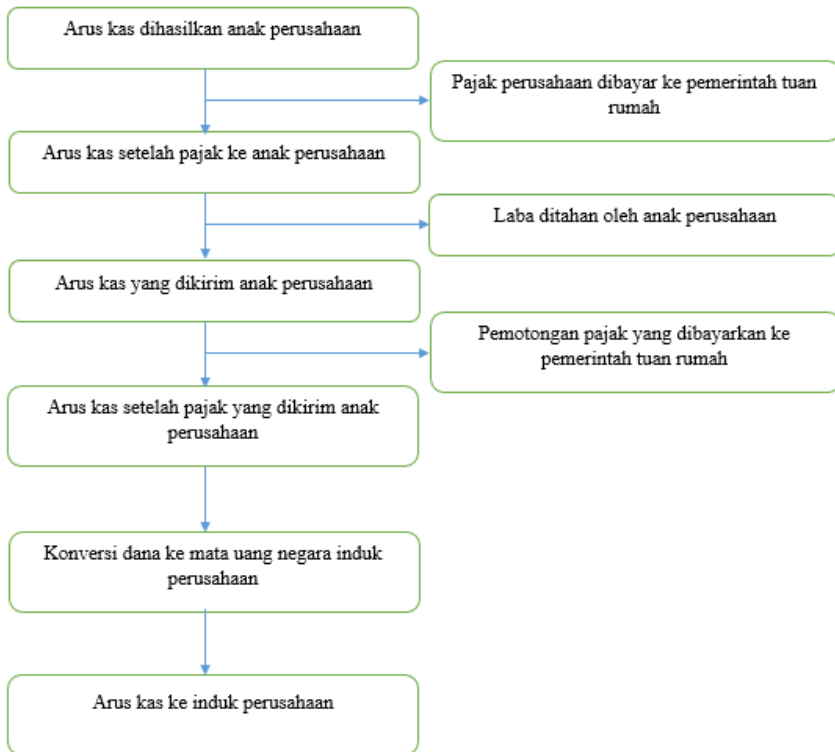 Arus kas dihasilkan anak perusahaan
Pajak perusahaan dibayar ke pemerintah tuan
rumah
Arus kas setelah pajak ke anak perusahaan
Laba ditahan oleh anak perusahaan
Arus kas yang dikirim anak perusahaan
Pemotongan pajak yang dibayarkan ke
pemerintah tuan rumah
Arus kas setelah pajak yang dikirim anak
perusahaan
Konversi dana ke mata uang negara induk
perusahaan
Arus kas ke induk perusahaan